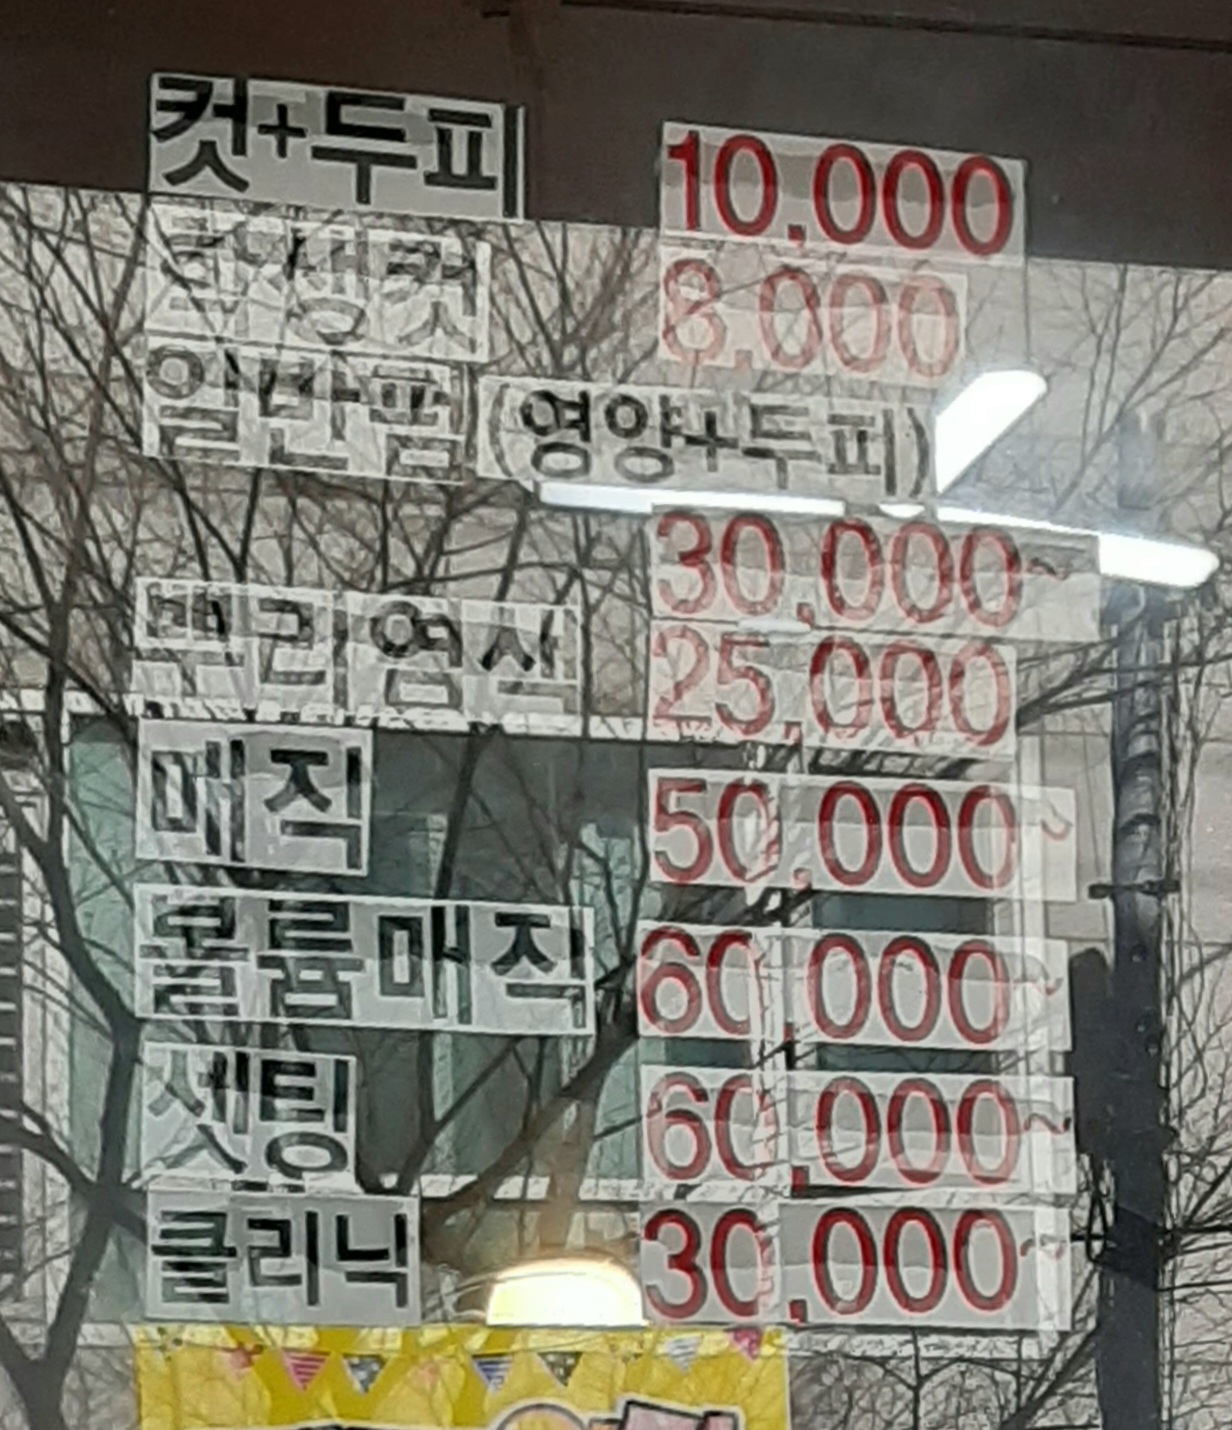 컷+두피 10,000
학생컷 8,000
일반펌(영양+두피)
30,000~
뿌리염색 25,000
매직 50,000~
볼륨매직 60,000~
셋팅 60,000~
클리닉 30,000~